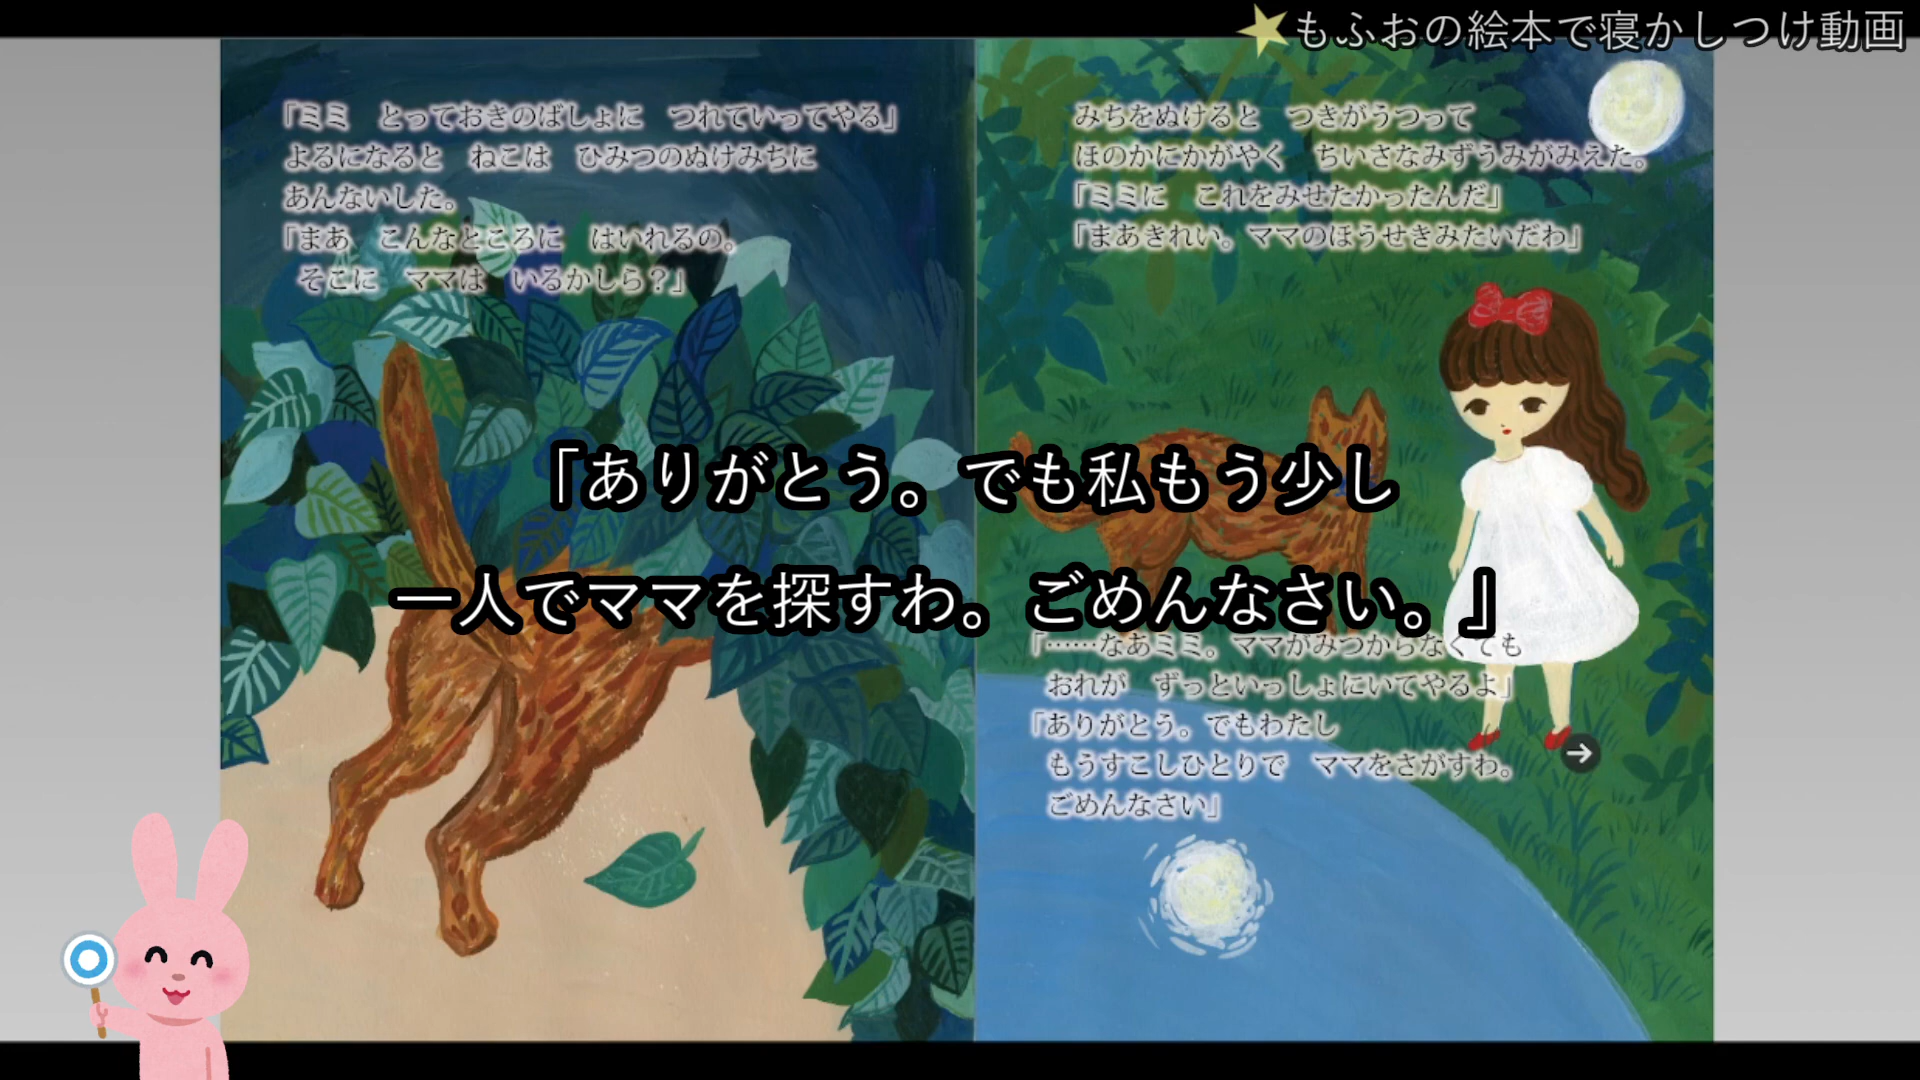 もふおの絵本で寝かしつけ動画
「ミミ　とっておきのばしょに　つれていってやる」
よるになると　ねこは　ひみつのぬけみちに
あんないした。
「まあ　こんなところに　はいれるの。
そこに　ママは　いるかしら？」
みちをぬけると　つきがうつって
ほのかにかがやく　ちいさなみずうみがみえた。
「ミミに　これをみせたかったんだ」
「まあきれい。ママのほうせきみたいだわ」
「ありがとう。でも私もう少し
一人でママを探すわ。ごめんなさい。』
「……なあミミ。ママがみつからなくても
おれが　ずっといっしょにいてやるよ」
「ありがとう。でもわたし
もうすこしひとりで　ママをさがすわ。
ごめんなさい」